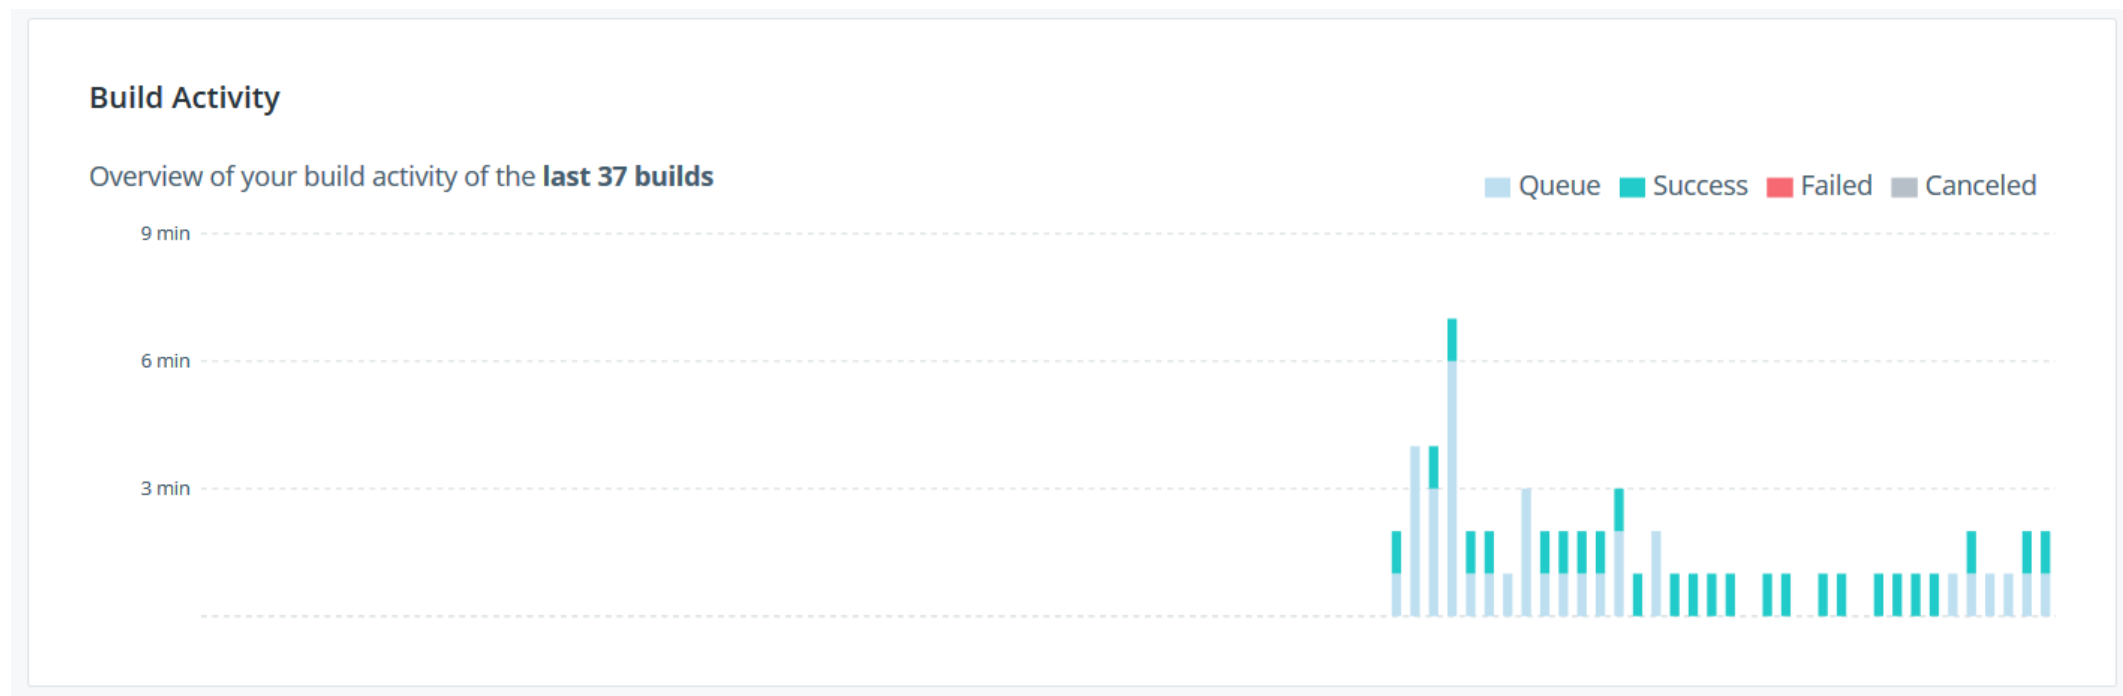 Build Activity
Overview of your build activity of the last 37 builds
Queue Success Failed Canceled
9 min
6 min
3 min